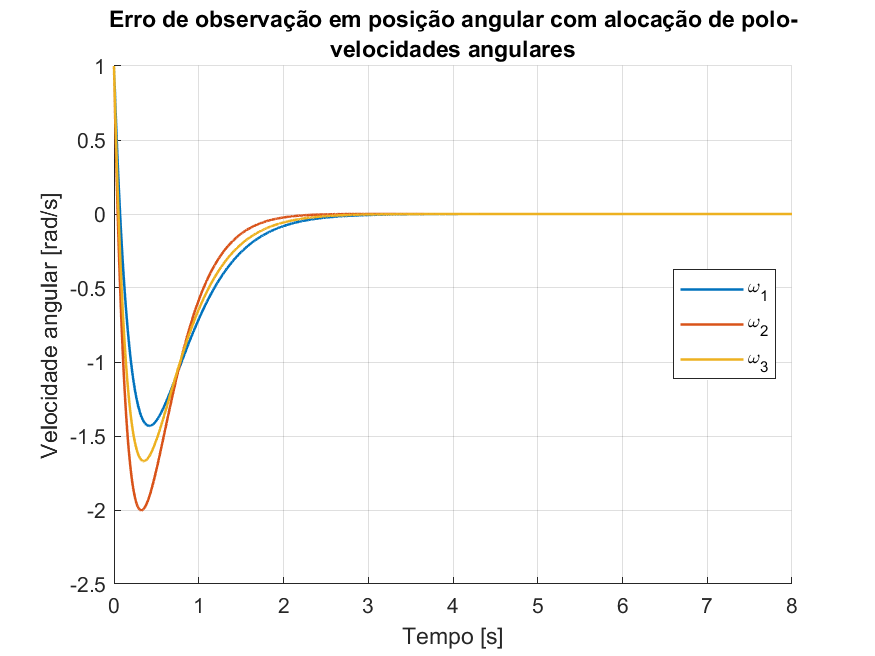 Erro de observação em posição angular com alocação de polo-
velocidades angulares
1
0.5
0
-0.5
-1
-1.5
-2
-2.5
Velocidade angular [rad/s]
ω1
ω2
ω3
0 1 2 3 4 5 6 7 8
Tempo [s]